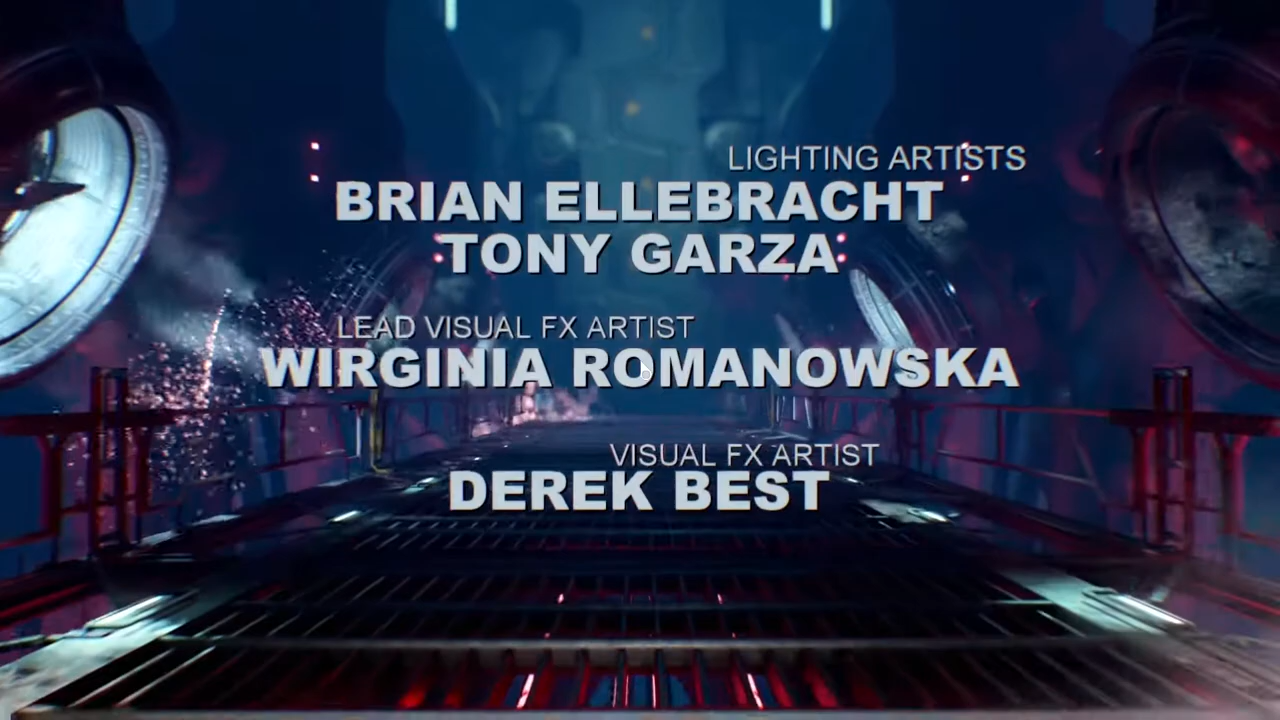 LIGHTING ARTISTS
BRIAN ELLEBRACHT
TONY GARZA
LEAD VISUAL FX ARTIST
WIRGINIA ROMANOWSKA
VISUAL FX ARTIST
DEREK BEST